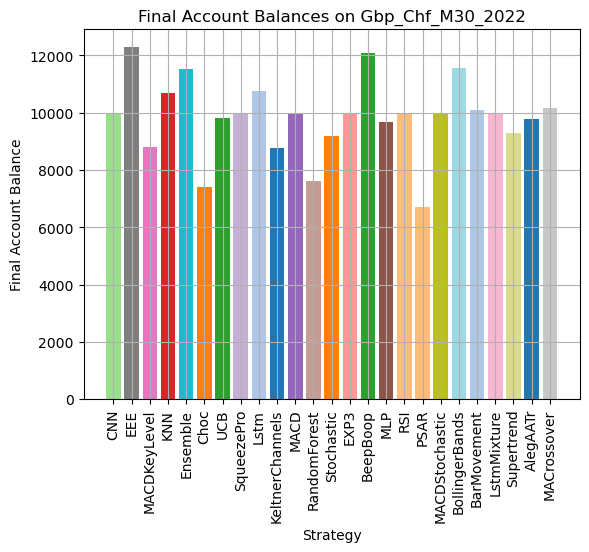 Final Account Balances on Gbp_Chf_M30_2022
Final Account Balance
12000
10000
8000
6000
4000
2000
0
CNN
EEE
MACDKeyLevel
KNN
Ensemble
Choc
UCB
SqueezePro
Lstm
KeltnerChannels
MACD
RandomForest
Stochastic
EXP3
BeepBoop
MLP
RSI
PSAR
MACDStochastic
BollingerBands
BarMovement
LstmMixture
Supertrend
AlegAATr
MACrossover
Strategy